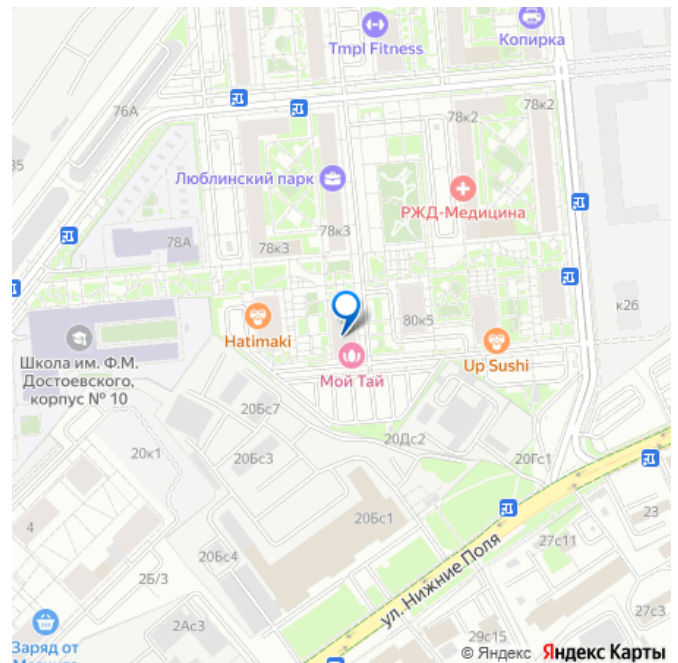 Tmpl Fitness
Копирка
76А
78к2
78к2
35
Люблинский парк
РЖД-Медицина
78А
78к3
78к3
к26
80к5
Hatimaki
Up Sushi
Мой Тай
Школа им. Ф.М.
Достоевского,
корпус № 10
20Бс7
20Дс2
20к1
20Бс3
20Гс1
20Бс1
23
4
20Бс4
27с11
ул. Нижние Поля
2Б/3
2Ас3
27с3
29с15
Заряд от
© Яндекс Яндекс Карты